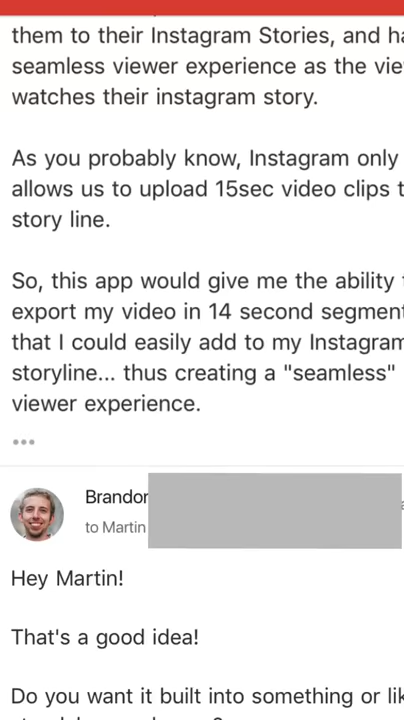 them to their Instagram Stories, and
seamless viewer experience as the
watches their instagram story.
As you probably know, Instagram only
allows us to upload 15sec video clips
story line.
So, this app would give me the ability
export my video in 14 second
that I could easily add to my Instagram
storyline... thus creating a "seamless"
viewer experience.
to Martin
Hey Martin!
That's a good idea!
Do you want it built into something or